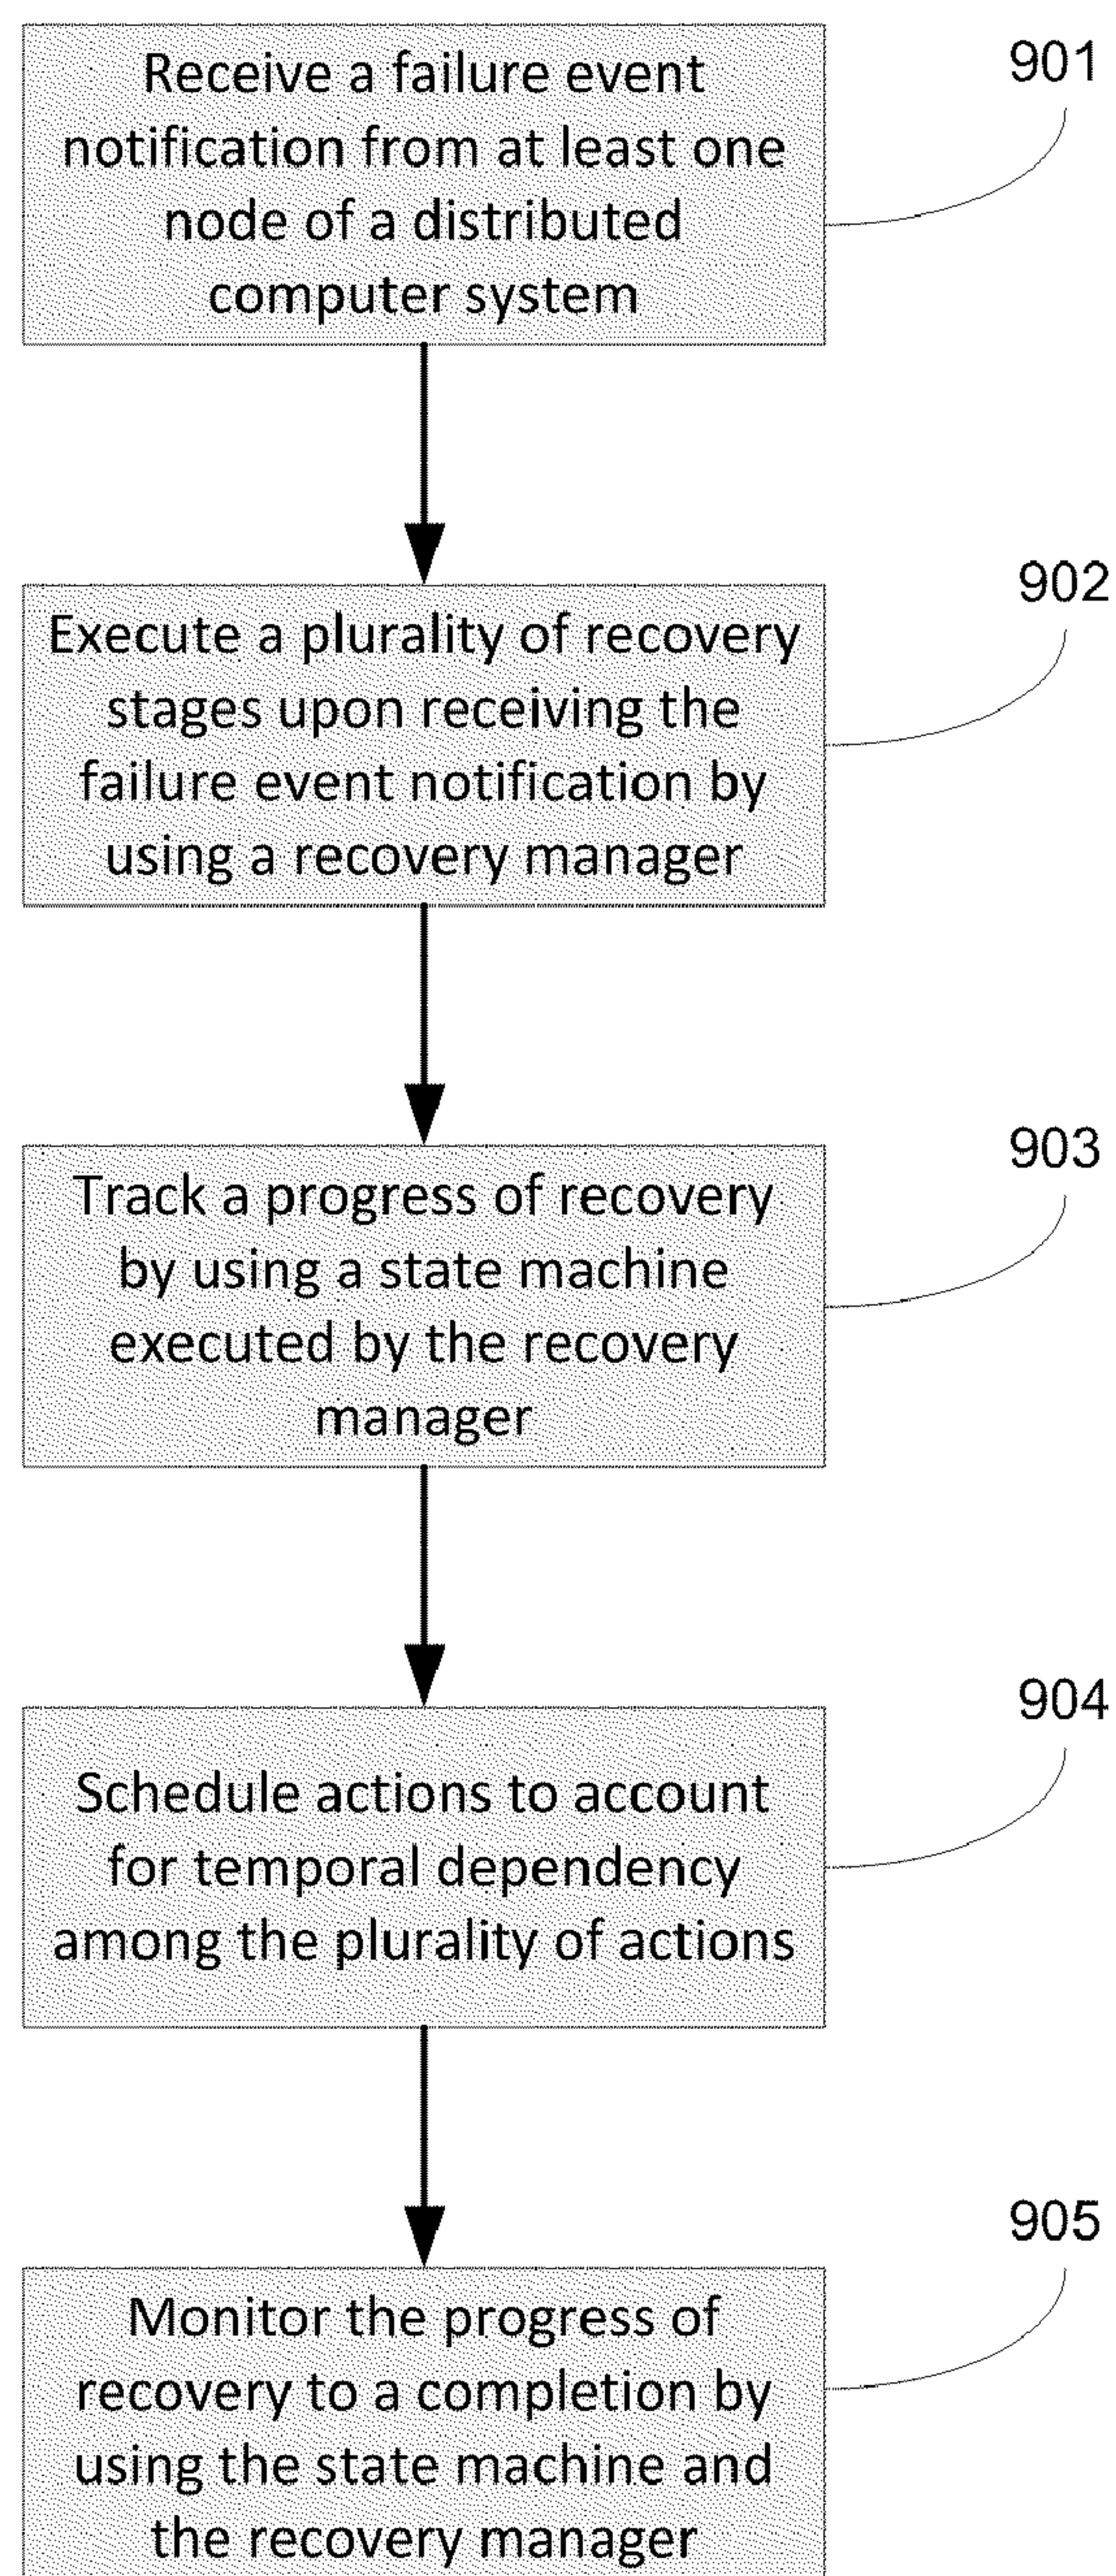 Receive a failure event
notification from at least one
node of a distributed
computer system
901
Execute a plurality of recovery
stages upon receiving the
failure event notification by
using a recovery manager
902
Track a progress of recovery
by using a state machine
executed by the recovery
manager
903
Schedule actions to account
for temporal dependency
among the plurality of actions
904
Monitor the progress of
recovery to a completion by
using the state machine and
the recovery manager
905